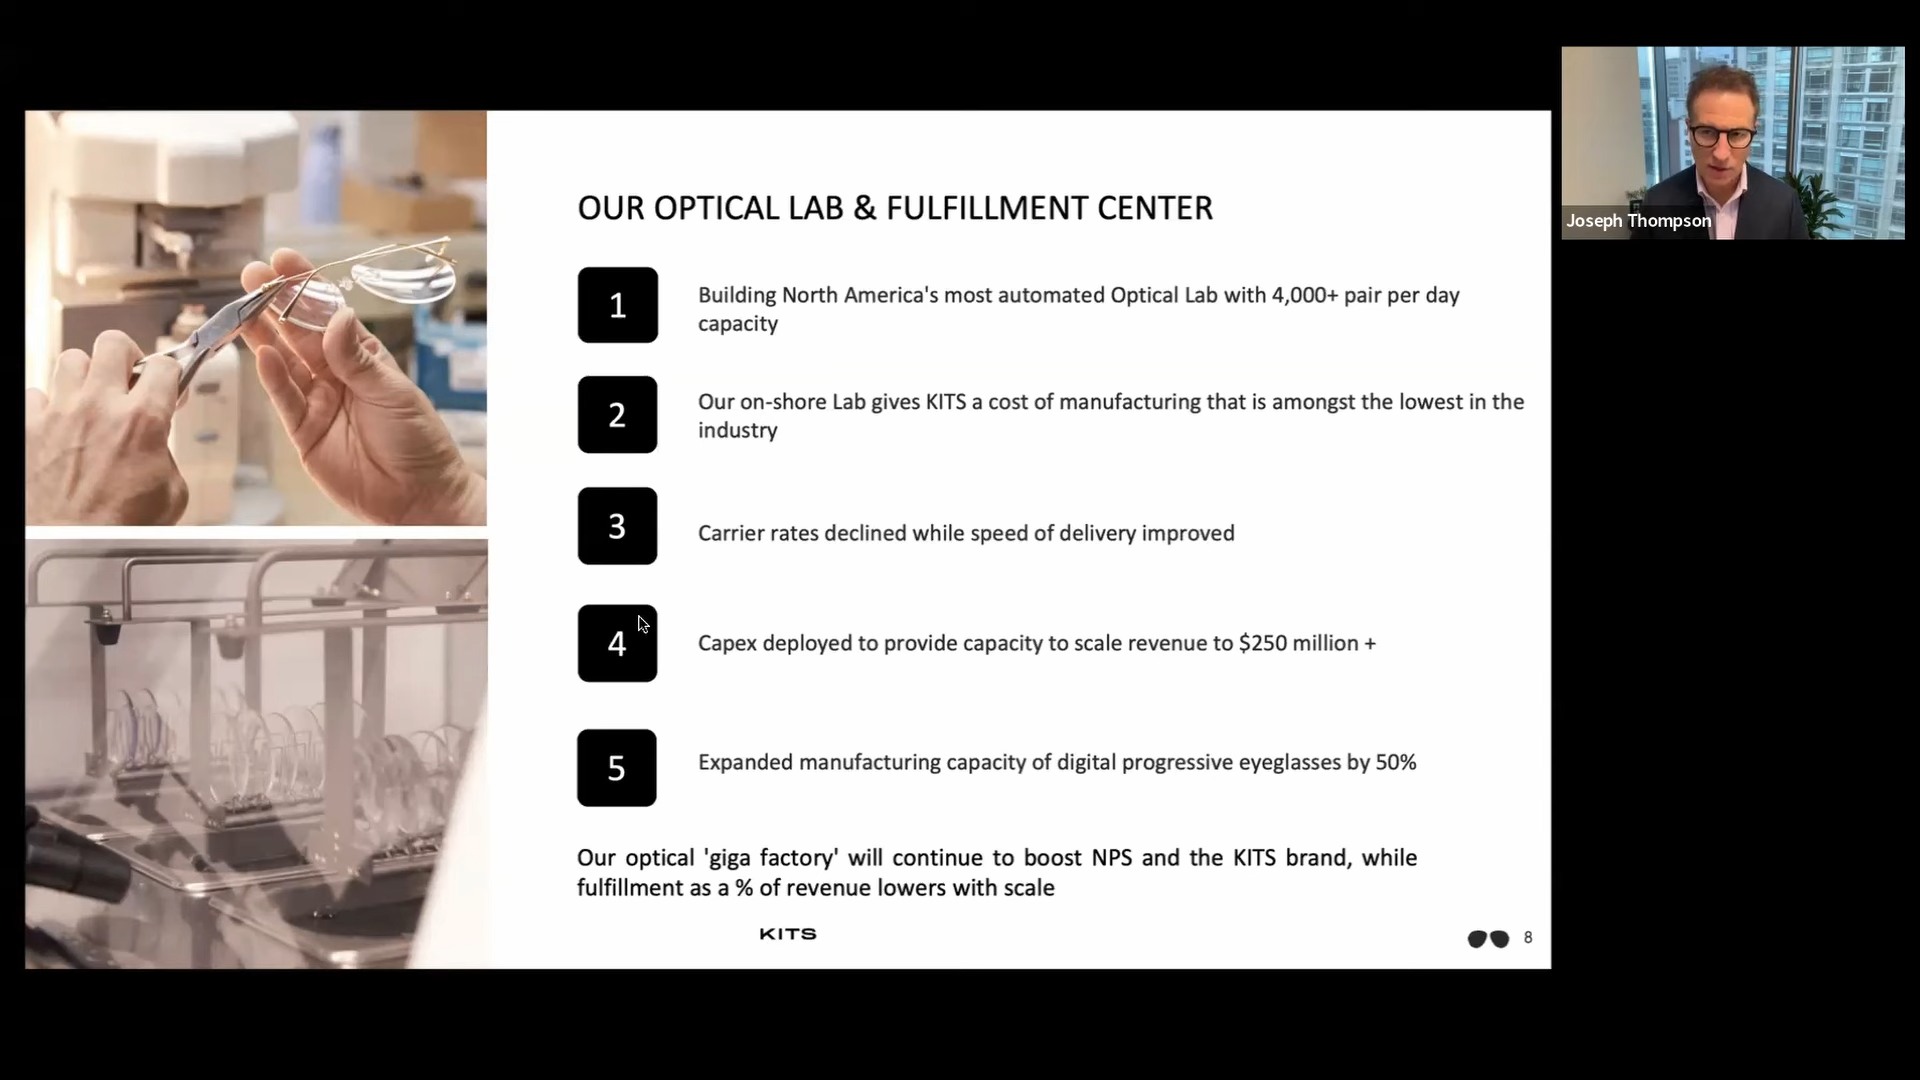 Joseph Thompson
OUR OPTICAL LAB & FULFILLMENT CENTER
1
Building North America's most automated Optical Lab with 4,000+ pair per day
capacity
2
Our on-shore Lab gives KITS a cost of manufacturing that is amongst the lowest in the
industry
3
Carrier rates declined while speed of delivery improved
4
Capex deployed to provide capacity to scale revenue to $250 million +
5
Expanded manufacturing capacity of digital progressive eyeglasses by 50%
Our optical 'giga factory' will continue to boost NPS and the KITS brand, while
fulfillment as a % of revenue lowers with scale
KITS
8